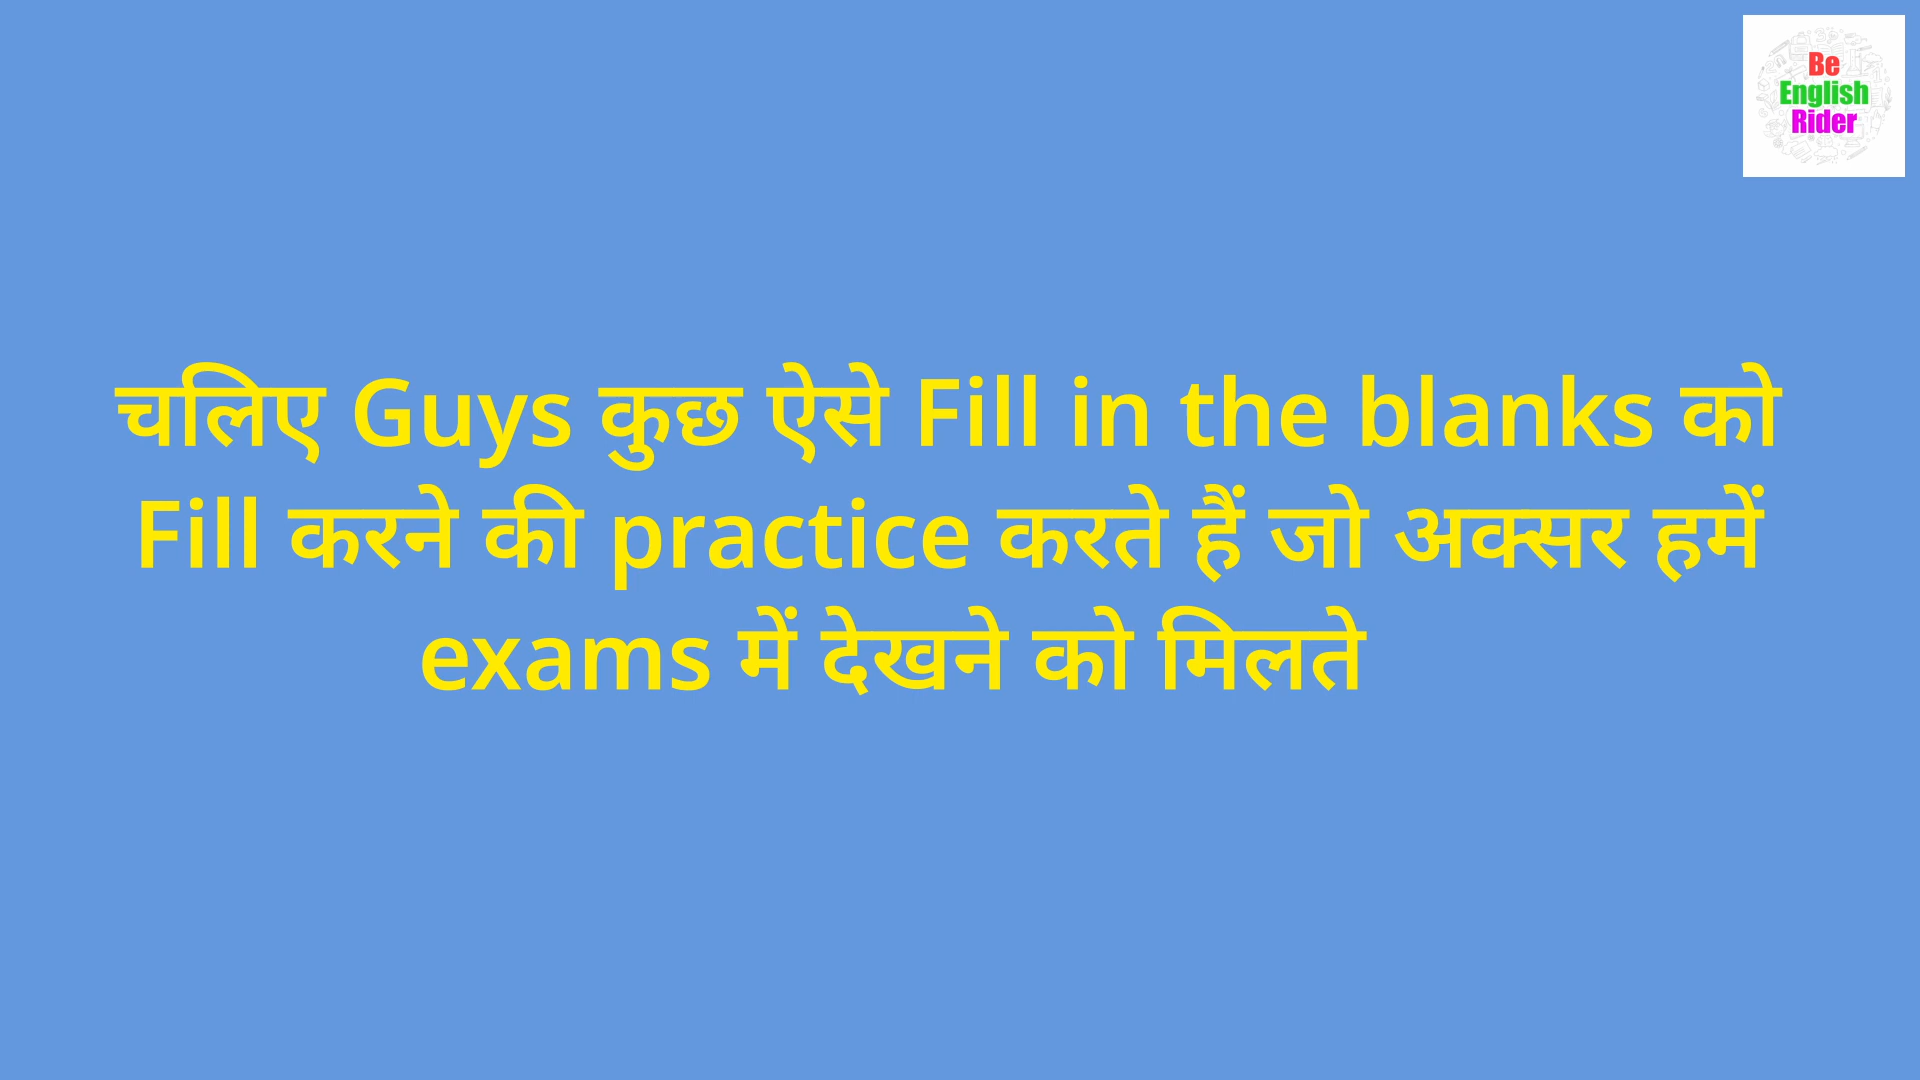 Be
English
Rider
चलिए Guys कुछ ऐसे Fill in the blanks को
Fill करने की practice करते हैं जो अक्सर हमें
exams में देखने को मिलते